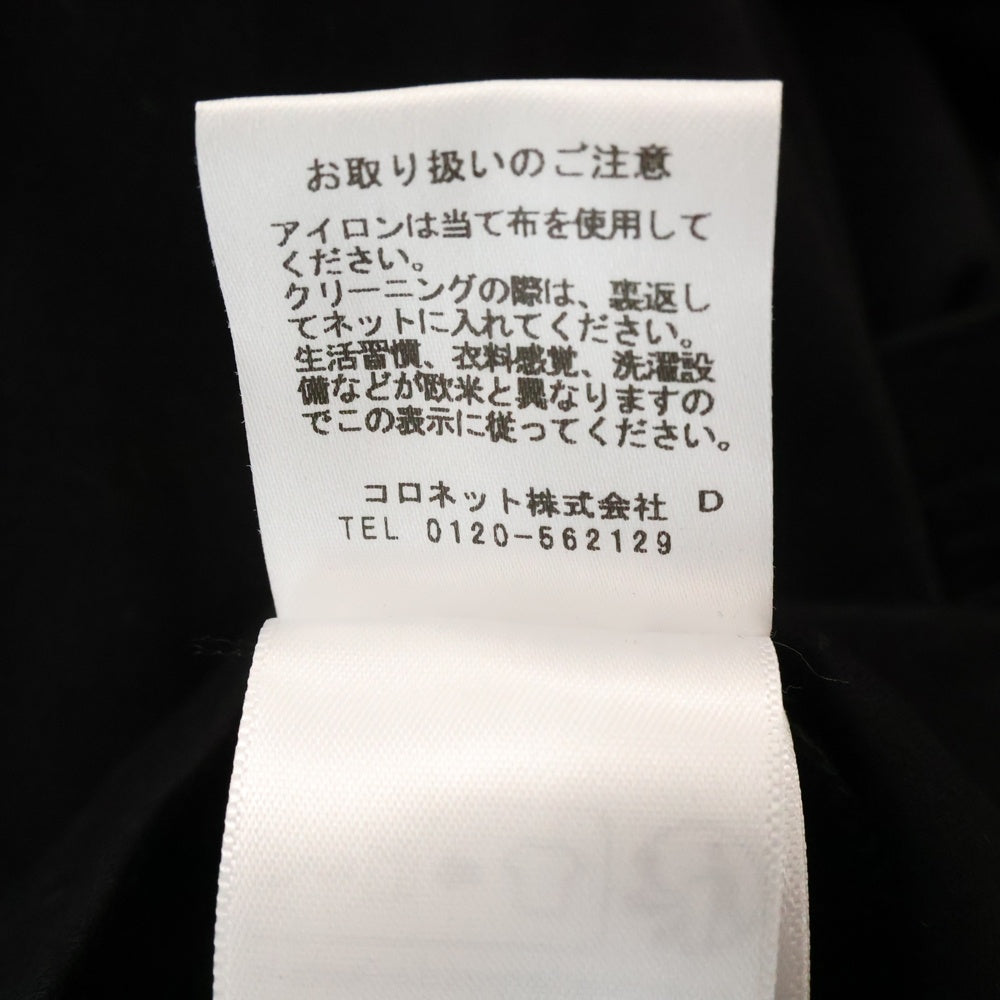 お取り扱いのご注意
アイロンは当て布を使用して
ください。
クリーニングの際は、裏返し
てネットに入れてください。
生活習慣、衣料感覚、洗濯設
備などが欧米と異なりますの
でこの表示に従ってください。
コロネット株式会社 D
TEL 0120-562129